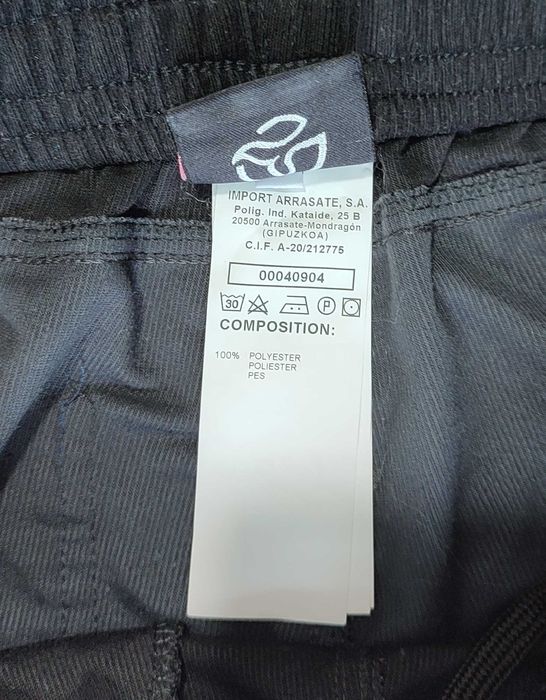 IMPORT ARRASATE, S.A.
Polig. Ind. Kataide, 25 B
20500 Arrasate-Mondragón
(GIPUZKOA)
C.I.F. A-20/212775
00040904
30 P
COMPOSITION:
100% POLYESTER
POLIESTER
PES